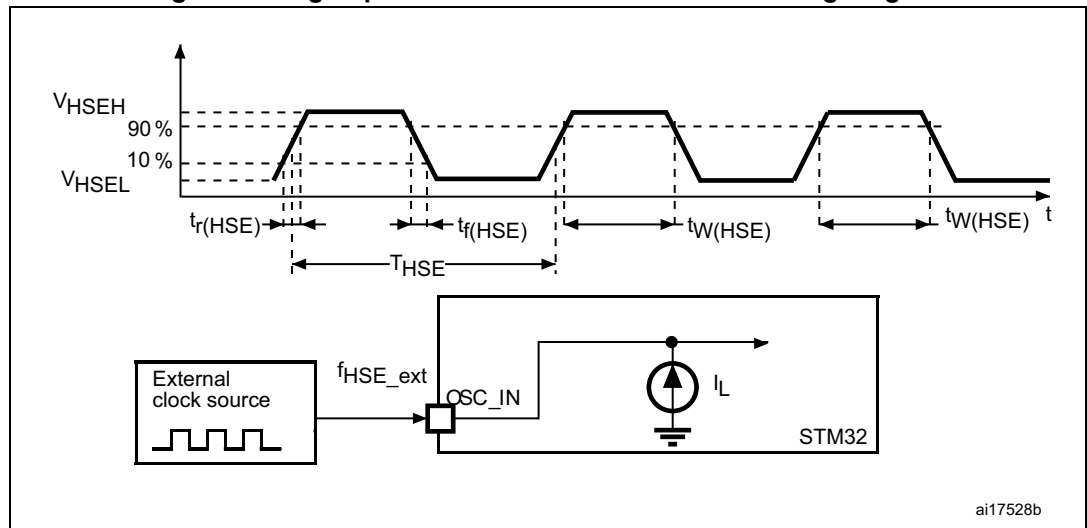 VHSEH
90 %
10 %
VHSEL
tr(HSE)
tf(HSE)
tW(HSE)
tW(HSE)
t
THSE
External
clock source
fHSE_ext
OSC_IN
IL
STM32
ai17528b